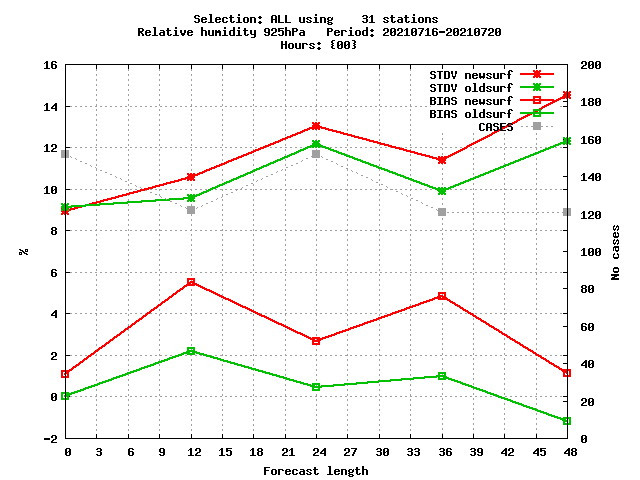 Selection: ALL using    31 stations
Relative humidity 925hPa   Period: 20210716-20210720
Hours: {00}
STDV newsurf
STDV oldsurf
BIAS newsurf
BIAS oldsurf
CASES
16
14
12
10
8
6
4
2
0
-2
%
200
180
160
140
120
100
80
60
40
20
0
No cases
0 3 6 9 12 15 18 21 24 27 30 33 36 39 42 45 48
Forecast length